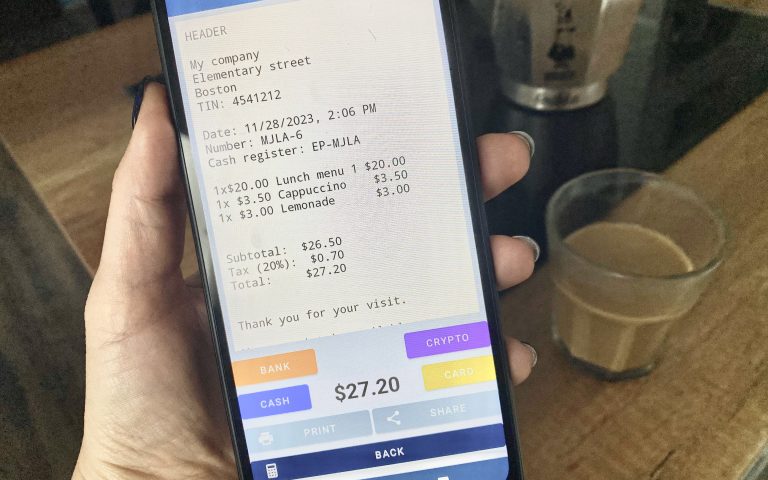 HEADER
My company
Elementary street
Boston
TIN: 4541212
Date: 11/28/2023, 2:06 PM
Number: MJLA-6
Cash register: EP-MJLA
1x$20.00 Lunch menu 1 $20.00
1x $3.50 Cappuccino $3.50
1x $3.00 Lemonade $3.00
Subtotal: $26.50
Tax (20%): $0.70
Total: $27.20
Thank you for your visit.
BANK
CRYPTO
CASH
$27.20
CARD
PRINT
SHARE
BACK